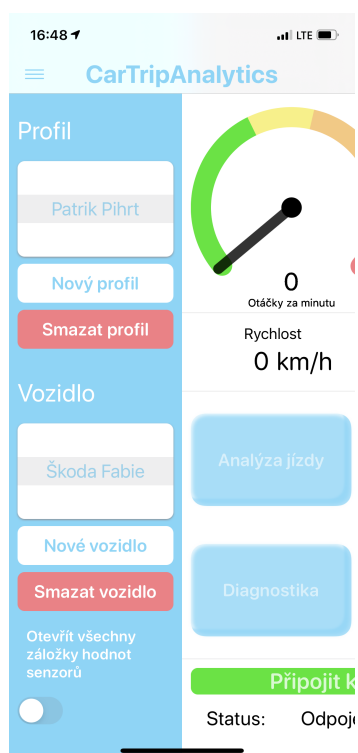 16:48
LTE
CarTripAnalytics
Profil
Patrik Pihrt
Nový profil
Smazat profil
Vozidlo
Škoda Fabie
Nové vozidlo
Smazat vozidlo
Otevřít všechny
záložky hodnot
senzorů
0
Otáčky za minutu
Rychlost
0 km/h
Analýza jízdy
Diagnostika
Připojit k
Status: Odpoje